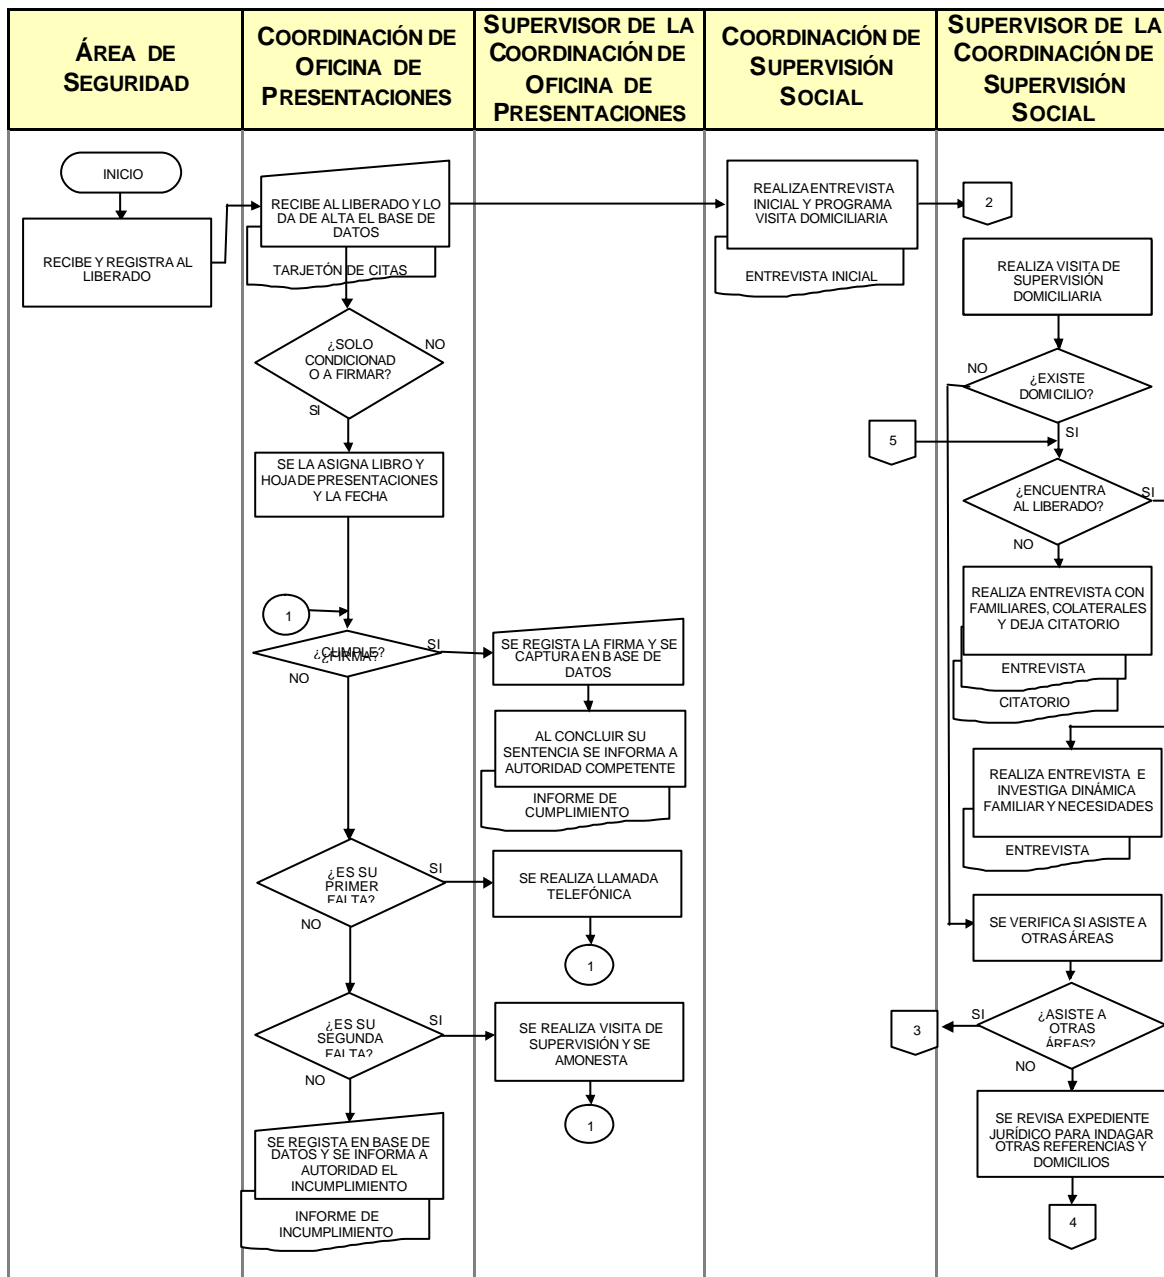 ÁREA DE
SEGURIDAD
COORDINACIÓN DE
OFICINA DE
PRESENTACIONES
SUPERVISOR DE LA
COORDINACIÓN DE
OFICINA DE
PRESENTACIONES
COORDINACIÓN DE
SUPERVISIÓN
SOCIAL
SUPERVISOR DE LA
COORDINACIÓN DE
SUPERVISIÓN
SOCIAL
INICIO
RECIBE Y REGISTRA AL
LIBERADO
RECIBE AL LIBERADO Y LO
DA DE ALTA EL BASE DE
DATOS
TARJETÓN DE CITAS
¿SOLO
CONDICIONAD
O A FIRMAR?
NO
SI
SE LA ASIGNA LIBRO Y
HOJA DE PRESENTACIONES
Y LA FECHA
1
¿CUMPLE?
¿FIRMA?
SI
NO
¿ES SU
PRIMER
FALTA?
SI
NO
¿ES SU
SEGUNDA
FALTA?
SI
NO
SE REGISTA EN BASE DE
DATOS Y SE INFORMA A
AUTORIDAD EL
INCUMPLIMIENTO
INFORME DE
INCUMPLIMIENTO
SE REGISTA LA FIRMA Y SE
CAPTURA EN BASE DE
DATOS
AL CONCLUIR SU
SENTENCIA SE INFORMA A
AUTORIDAD COMPETENTE
INFORME DE
CUMPLIMIENTO
SE REALIZA LLAMADA
TELEFÓNICA
1
SE REALIZA VISITA DE
SUPERVISIÓN Y SE
AMONESTA
1
REALIZA ENTREVISTA
INICIAL Y PROGRAMA
VISITA DOMICILIARIA
ENTREVISTA INICIAL
5
3
2
REALIZA VISITA DE
SUPERVISIÓN
DOMICILIARIA
NO
¿EXISTE
DOMICILIO?
SI
¿ENCUENTRA
AL LIBERADO?
SI
NO
REALIZA ENTREVISTA CON
FAMILIARES, COLATERALES
Y DEJA CITATORIO
ENTREVISTA
CITATORIO
REALIZA ENTREVISTA E
INVESTIGA DINÁMICA
FAMILIAR Y NECESIDADES
ENTREVISTA
SE VERIFICA SI ASISTE A
OTRAS ÁREAS
SI
¿ASISTE A
OTRAS
ÁREAS?
NO
SE REVISA EXPEDIENTE
JURÍDICO PARA INDAGAR
OTRAS REFERENCIAS Y
DOMICILIOS
4